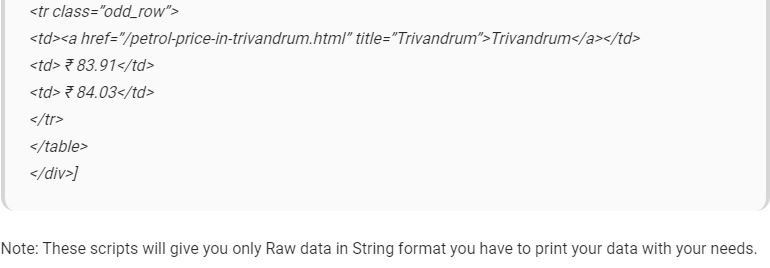 <tr class=”odd_row”>
<td><a href=”/petrol-price-in-trivandrum.html” title=”Trivandrum”>Trivandrum</a></td>
<td> ₹ 83.91</td>
<td> ₹ 84.03</td>
</tr>
</table>
</div>]
Note: These scripts will give you only Raw data in String format you have to print your data with your needs.